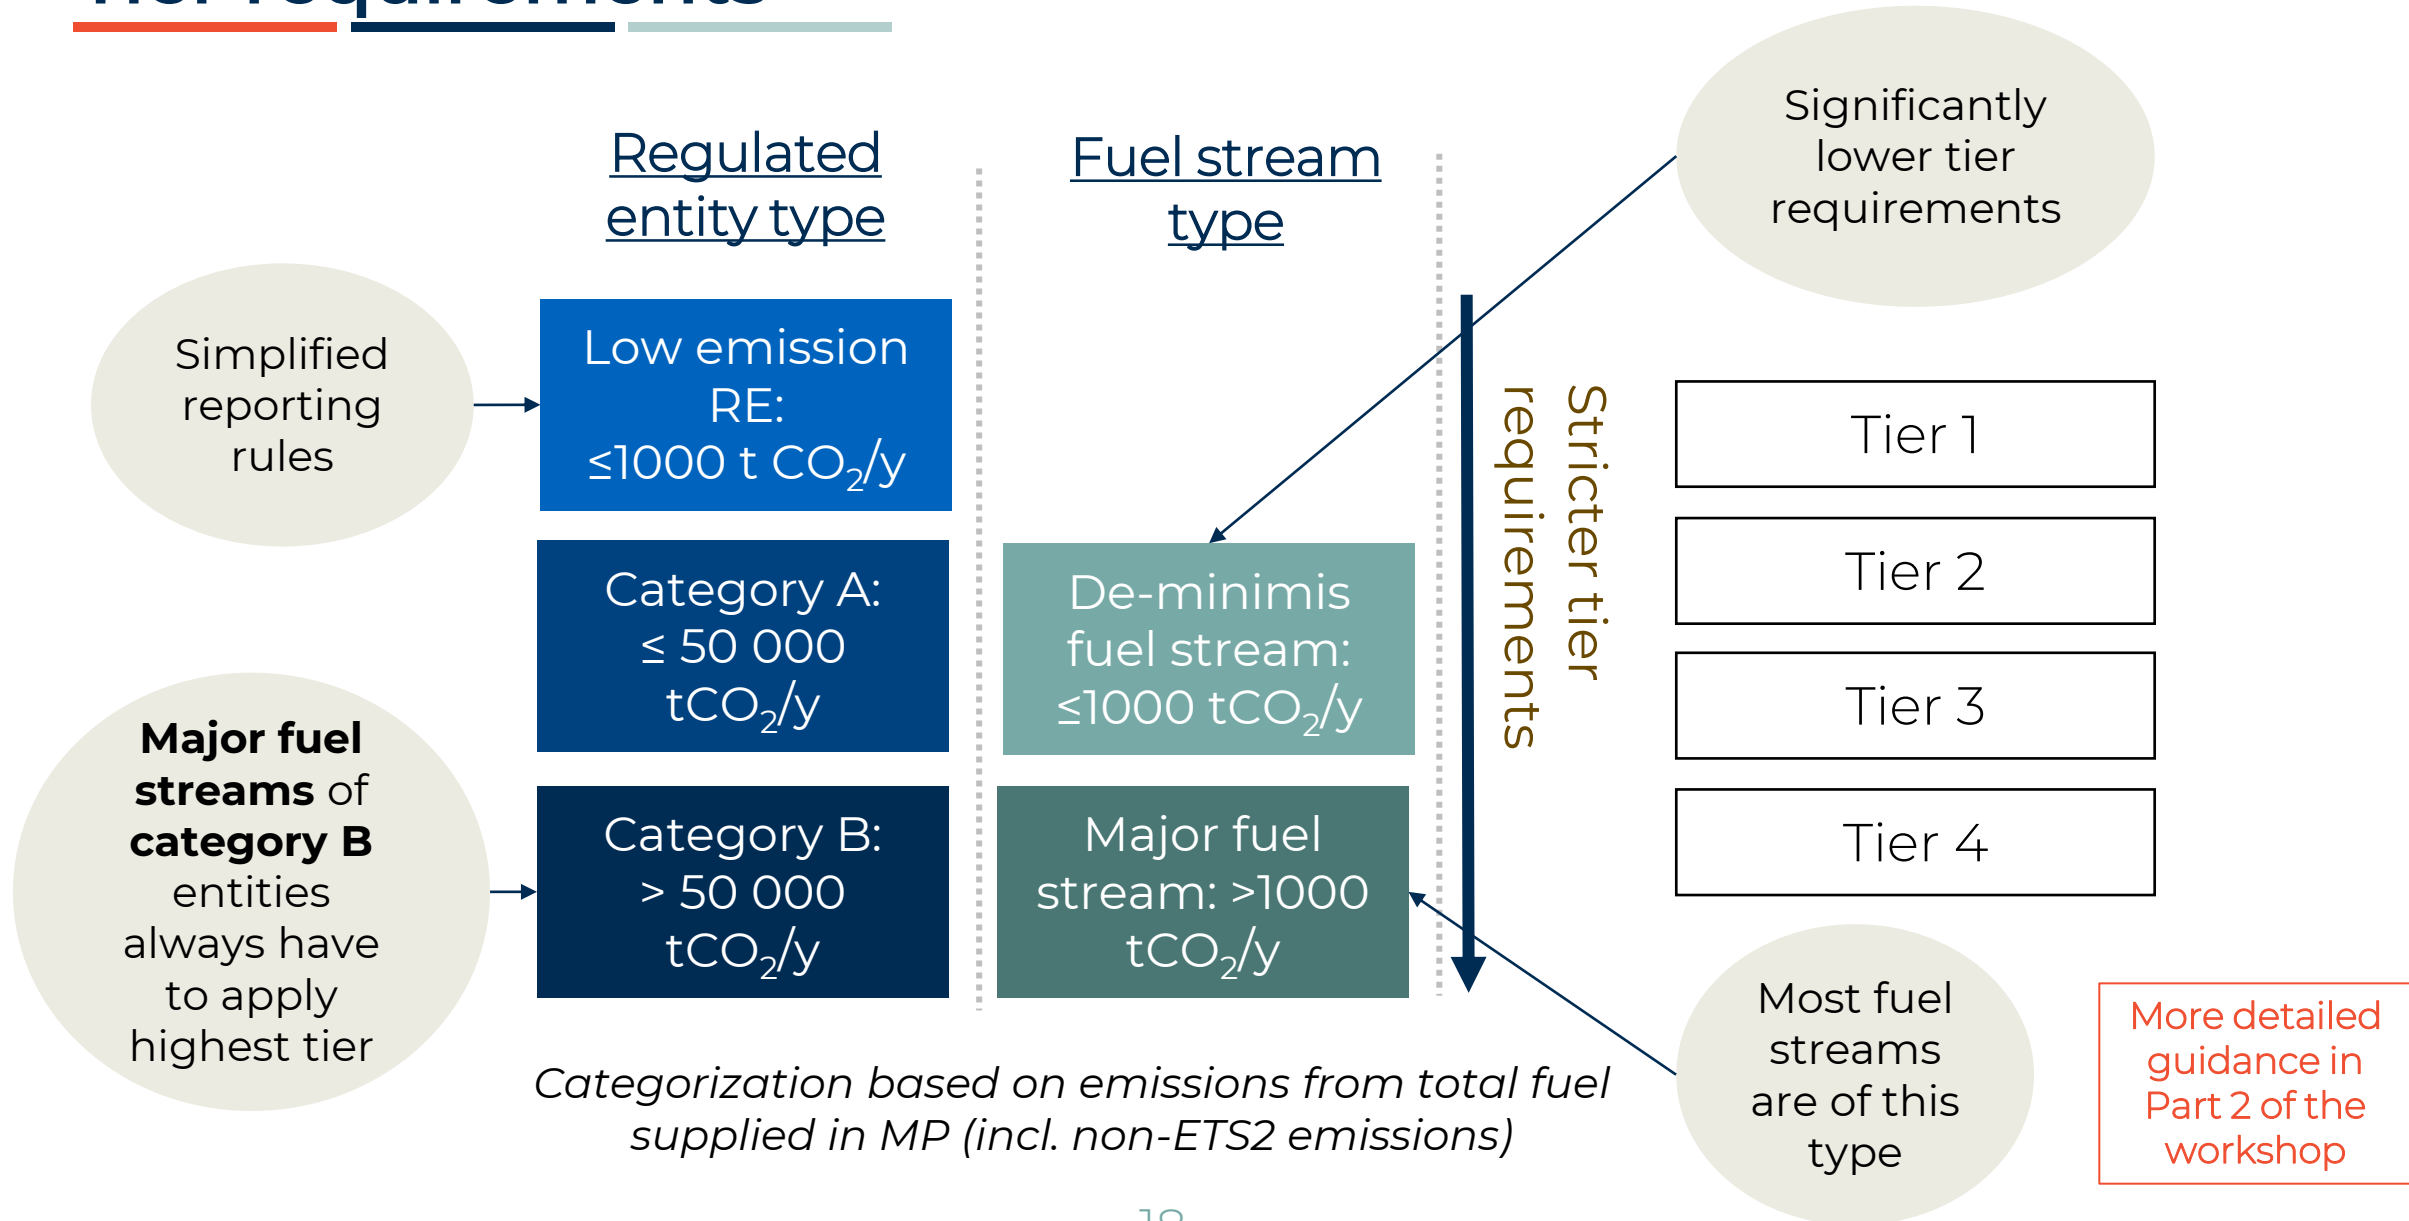 Tier requirements
Regulated
entity type
Fuel stream
type
Significantly
lower tier
requirements
Simplified
reporting
rules
Low emission
RE:
≤1000 t CO₂/y
Category A:
≤ 50 000
tCO₂/y
De-minimis
fuel stream:
≤1000 tCO₂/y
Stricter tier
requirements
Tier 1
Tier 2
Tier 3
Tier 4
Major fuel
streams of
category B
entities
always have
to apply
highest tier
Category B:
> 50 000
tCO₂/y
Major fuel
stream: >1000
tCO₂/y
Most fuel
streams
are of this
type
More detailed
guidance in
Part 2 of the
workshop
Categorization based on emissions from total fuel
supplied in MP (incl. non-ETS2 emissions)